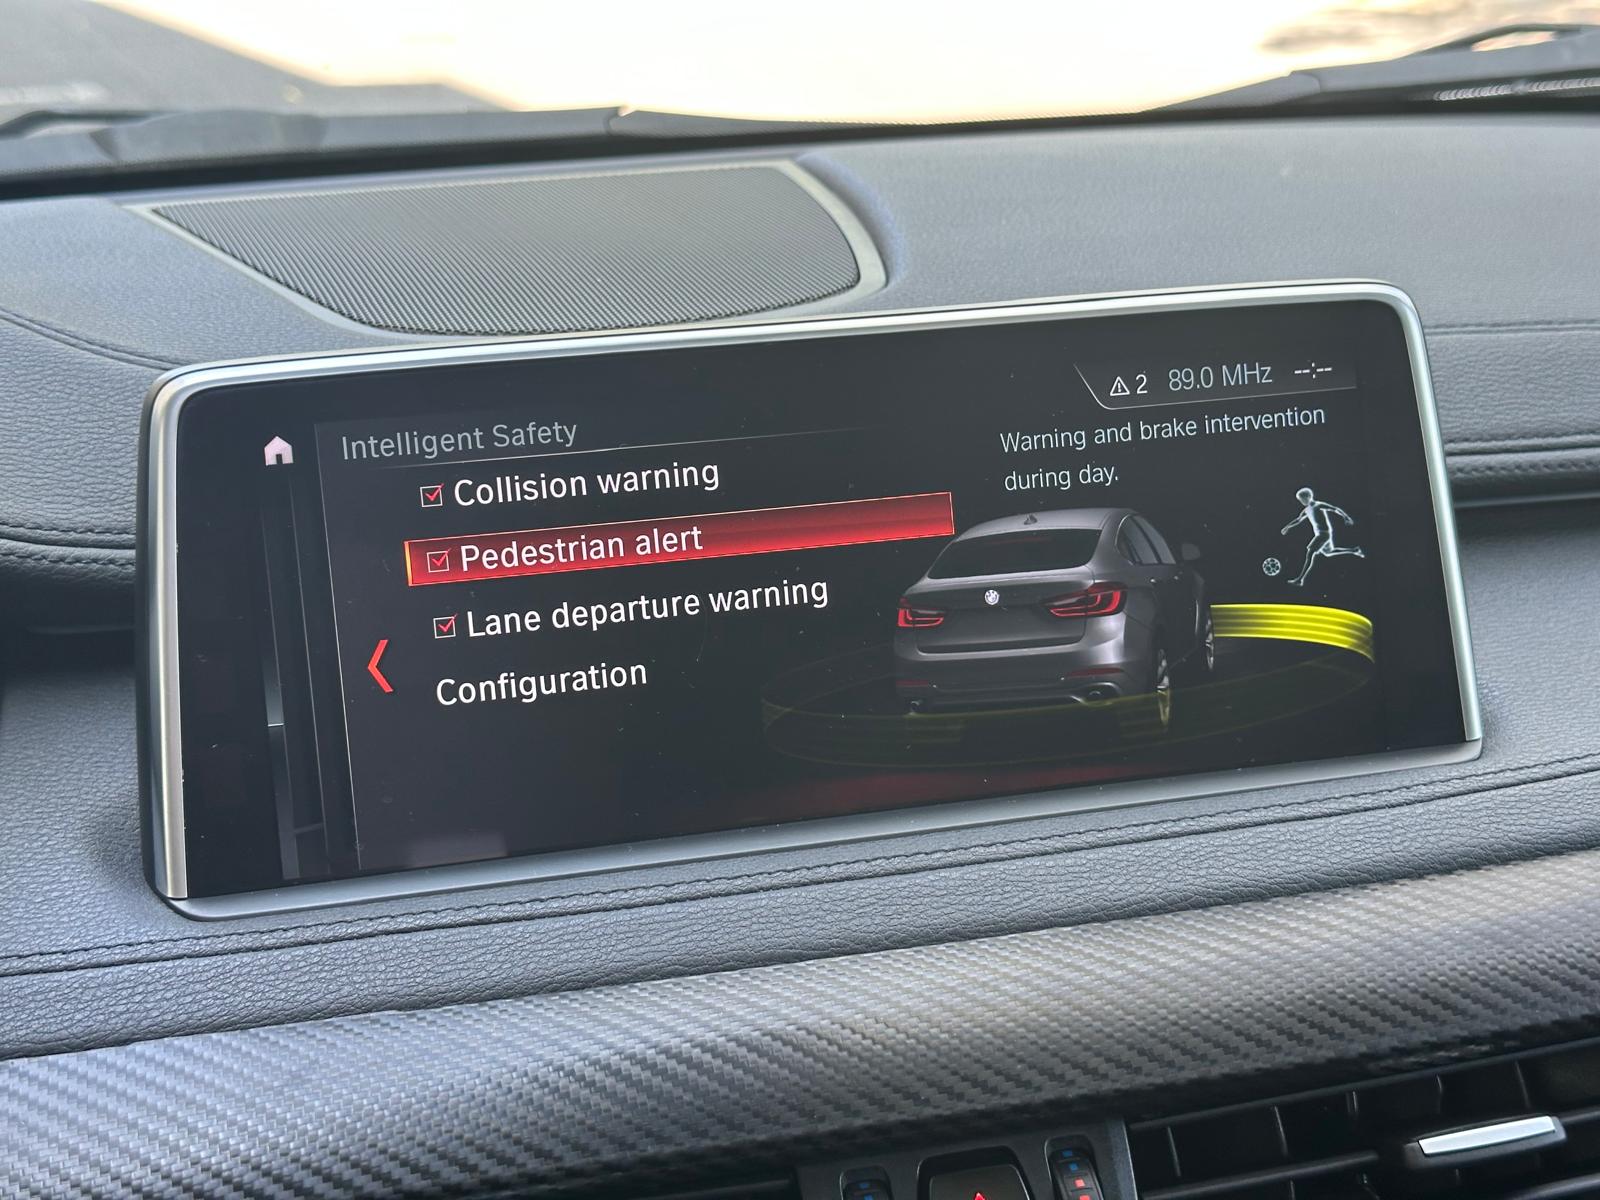 2 89.0 MHz --:--
Intelligent Safety
Collision warning
Pedestrian alert
Lane departure warning
Configuration
Warning and brake intervention
during day.